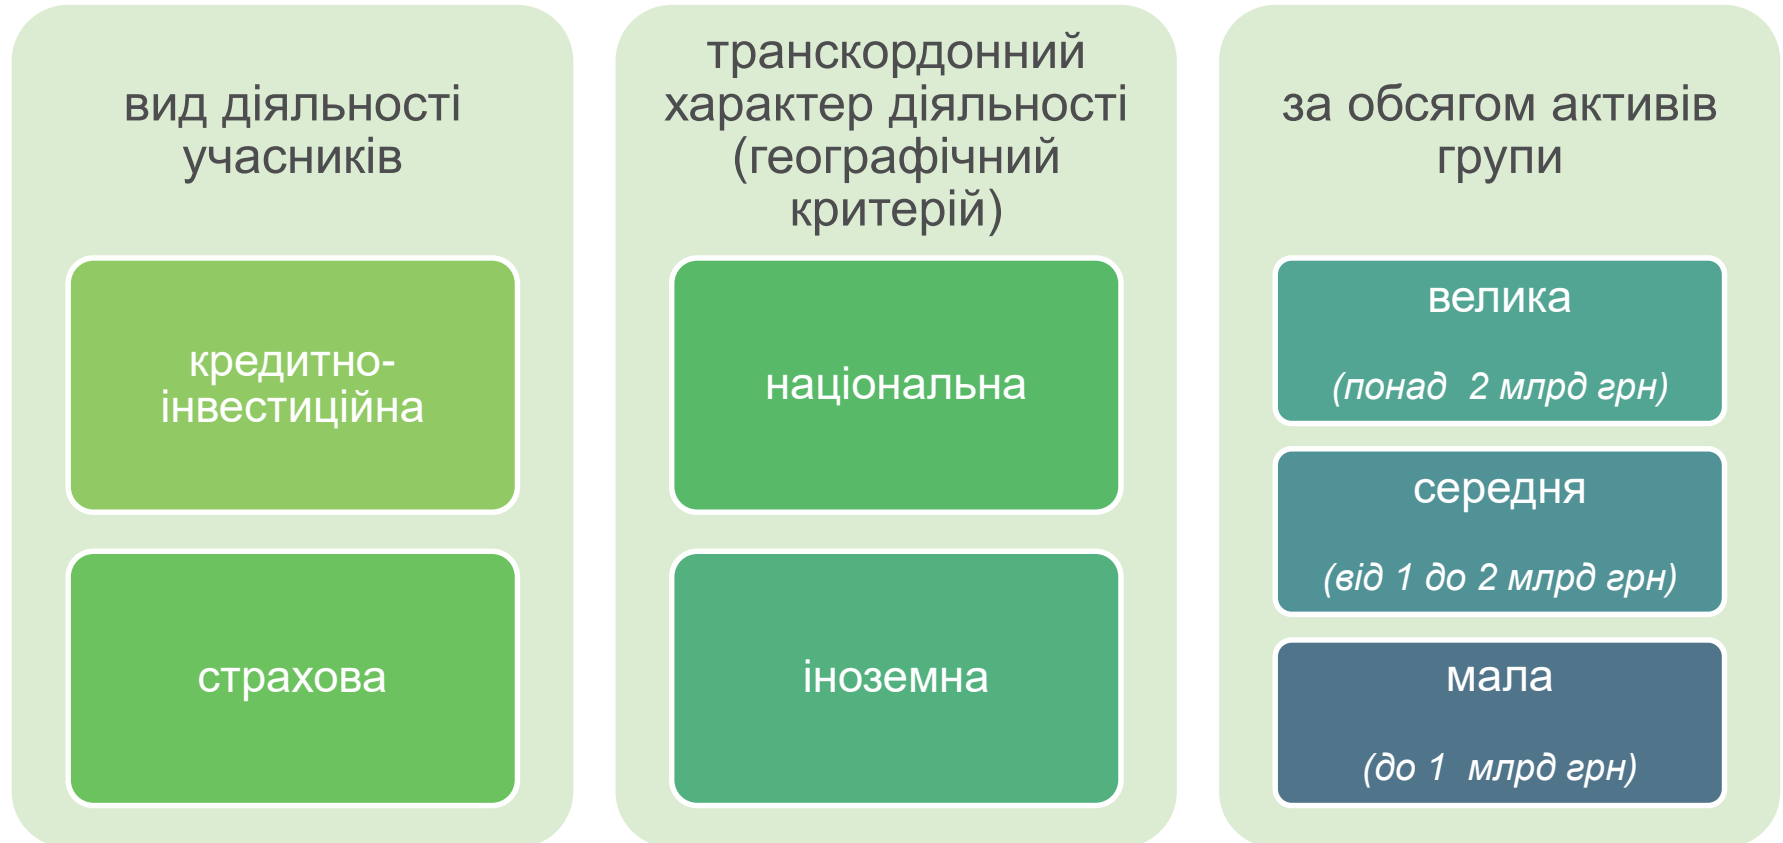 вид діяльності
учасників
кредитно-
інвестиційна
страхова
транскордонний
характер діяльності
(географічний
критерій)
національна
іноземна
за обсягом активів
групи
велика
(понад  2 млрд грн)
середня
(від 1 до 2 млрд грн)
мала
(до 1  млрд грн)